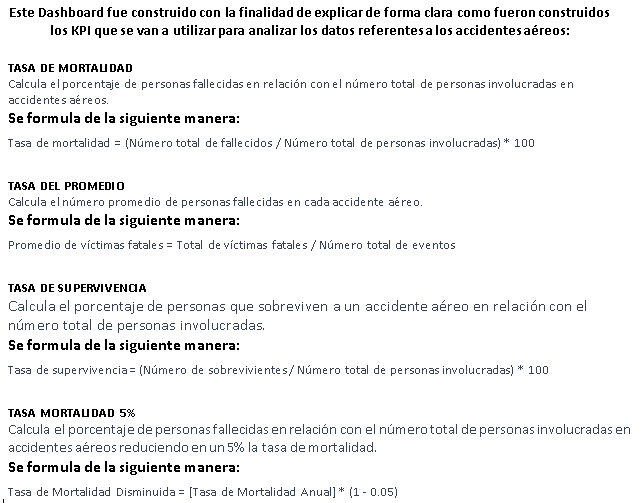 Este Dashboard fue construido con la finalidad de explicar de forma clara como fueron construidos
los KPI que se van a utilizar para analizar los datos referentes a los accidentes aéreos:
TASA DE MORTALIDAD
Calcula el porcentaje de personas fallecidas en relación con el número total de personas involucradas en
accidentes aéreos.
Se formula de la siguiente manera:
Tasa de mortalidad = (Número total de fallecidos / Número total de personas involucradas) * 100
TASA DEL PROMEDIO
Calcula el número promedio de personas fallecidas en cada accidente aéreo.
Se formula de la siguiente manera:
Promedio de víctimas fatales = Total de víctimas fatales / Número total de eventos
TASA DE SUPERVIVENCIA
Calcula el porcentaje de personas que sobreviven a un accidente aéreo en relación con el
número total de personas involucradas.
Se formula de la siguiente manera:
Tasa de supervivencia = (Número de sobrevivientes / Número total de personas involucradas) * 100
TASA MORTALIDAD 5%
Calcula el porcentaje de personas fallecidas en relación con el número total de personas involucradas en
accidentes aéreos reduciendo en un 5% la tasa de mortalidad.
Se formula de la siguiente manera:
Tasa de Mortalidad Disminuida = [Tasa de Mortalidad Anual] * (1 - 0.05)